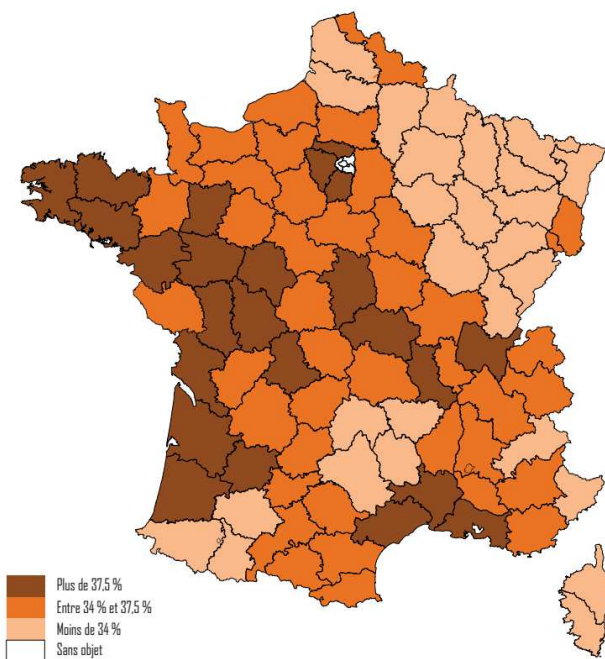 Plus de 37,5 %
Entre 34 % et 37,5 %
Moins de 34 %
Sans objet